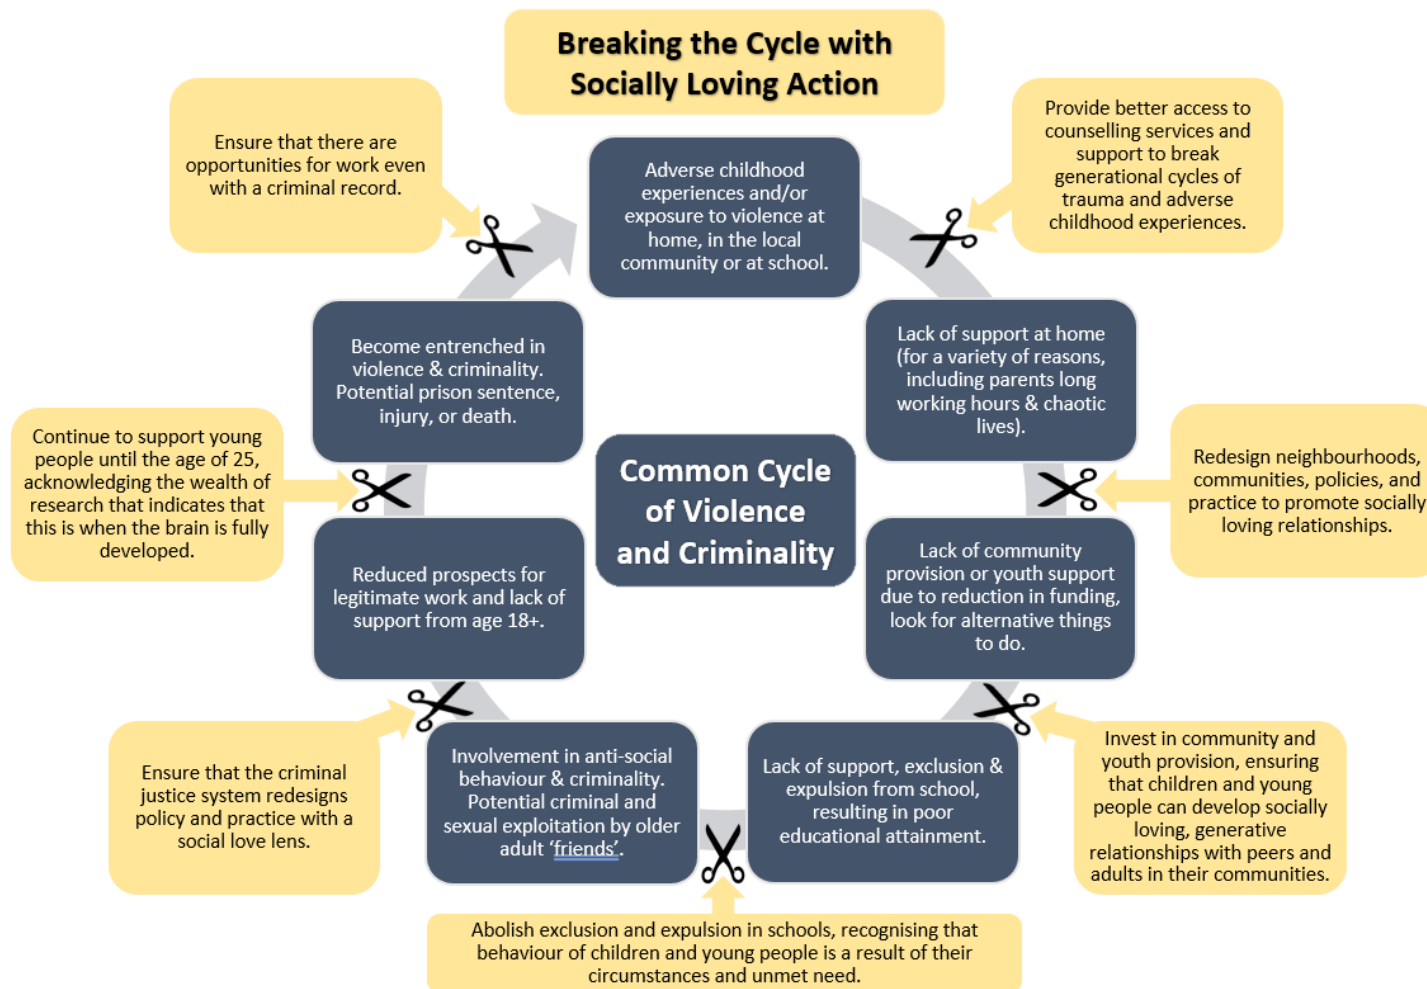 Breaking the Cycle with
Socially Loving Action
Ensure that there are
opportunities for work even
with a criminal record.
Provide better access to
counselling services and
support to break
generational cycles of
trauma and adverse
childhood experiences.
Adverse childhood
experiences and/or
exposure to violence at
home, in the local
community or at school.
Become entrenched in
violence & criminality.
Potential prison sentence,
injury, or death.
Lack of support at home
(for a variety of reasons,
including parents long
working hours & chaotic
lives).
Continue to support young
people until the age of 25,
acknowledging the wealth of
research that indicates that
this is when the brain is fully
developed.
Common Cycle
of Violence
and Criminality
Redesign neighbourhoods,
communities, policies, and
practice to promote socially
loving relationships.
Reduced prospects for
legitimate work and lack of
support from age 18+.
Lack of community
provision or youth support
due to reduction in funding,
look for alternative things
to do.
Ensure that the criminal
justice system redesigns
policy and practice with a
social love lens.
Involvement in anti-social
behaviour & criminality.
Potential criminal and
sexual exploitation by older
adult ‘friends’.
Lack of support, exclusion &
expulsion from school,
resulting in poor
educational attainment.
Invest in community and
youth provision, ensuring
that children and young
people can develop socially
loving, generative
relationships with peers and
adults in their communities.
Abolish exclusion and expulsion in schools, recognising that
behaviour of children and young people is a result of their
circumstances and unmet need.